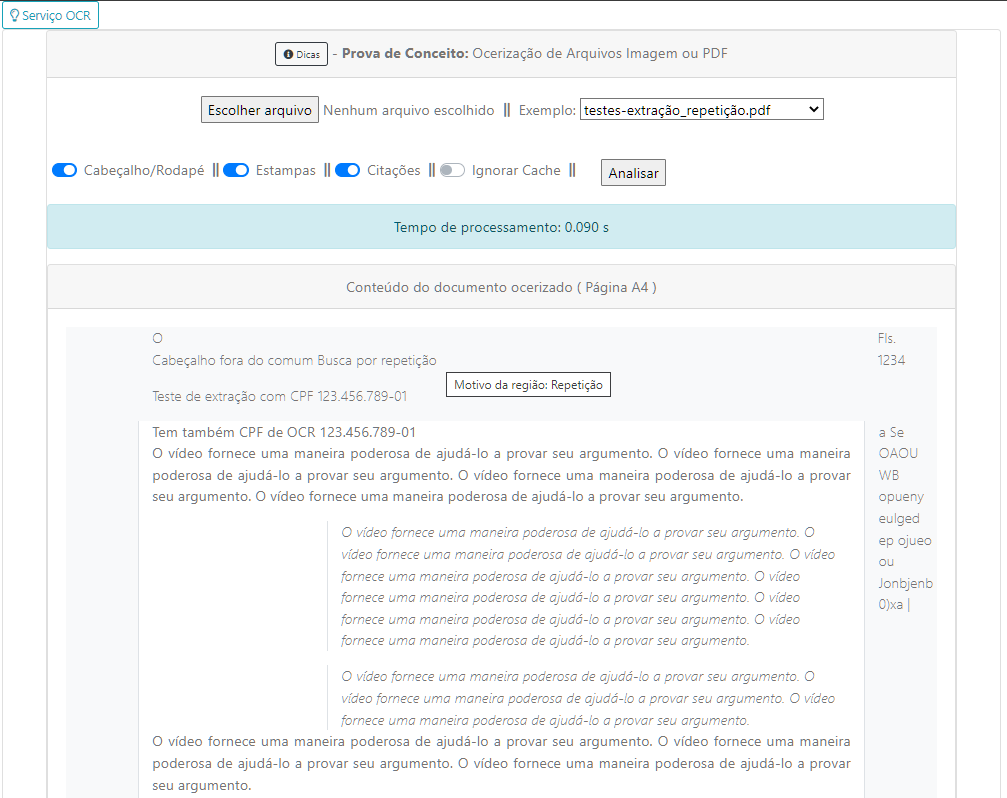 Serviço OCR
Dicas - Prova de Conceito: Ocerização de Arquivos Imagem ou PDF
Escolher arquivo Nenhum arquivo escolhido || Exemplo: testes-extração_repetição.pdf
Cabeçalho/Rodapé || Estampas || Citações || Ignorar Cache || Analisar
Tempo de processamento: 0.090 s
Conteúdo do documento ocerizado ( Página A4 )
O
Cabeçalho fora do comum Busca por repetição
Motivo da região: Repetição
Teste de extração com CPF 123.456.789-01
Tem também CPF de OCR 123.456.789-01
O vídeo fornece uma maneira poderosa de ajudá-lo a provar seu argumento. O vídeo fornece uma maneira
poderosa de ajudá-lo a provar seu argumento. O vídeo fornece uma maneira poderosa de ajudá-lo a provar
seu argumento. O vídeo fornece uma maneira poderosa de ajudá-lo a provar seu argumento.
O vídeo fornece uma maneira poderosa de ajudá-lo a provar seu argumento. O
vídeo fornece uma maneira poderosa de ajudá-lo a provar seu argumento. O vídeo
fornece uma maneira poderosa de ajudá-lo a provar seu argumento. O vídeo
fornece uma maneira poderosa de ajudá-lo a provar seu argumento. O vídeo
fornece uma maneira poderosa de ajudá-lo a provar seu argumento. O vídeo
fornece uma maneira poderosa de ajudá-lo a provar seu argumento.
O vídeo fornece uma maneira poderosa de ajudá-lo a provar seu argumento. O
vídeo fornece uma maneira poderosa de ajudá-lo a provar seu argumento. O vídeo
fornece uma maneira poderosa de ajudá-lo a provar seu argumento.
O vídeo fornece uma maneira poderosa de ajudá-lo a provar seu argumento. O vídeo fornece uma maneira
poderosa de ajudá-lo a provar seu argumento. O vídeo fornece uma maneira poderosa de ajudá-lo a provar
seu argumento.
Fls.
1234
a Se
OAOU
WB
opueny
eulged
ep ojueo
ou
Jonbjenb
0)xa |